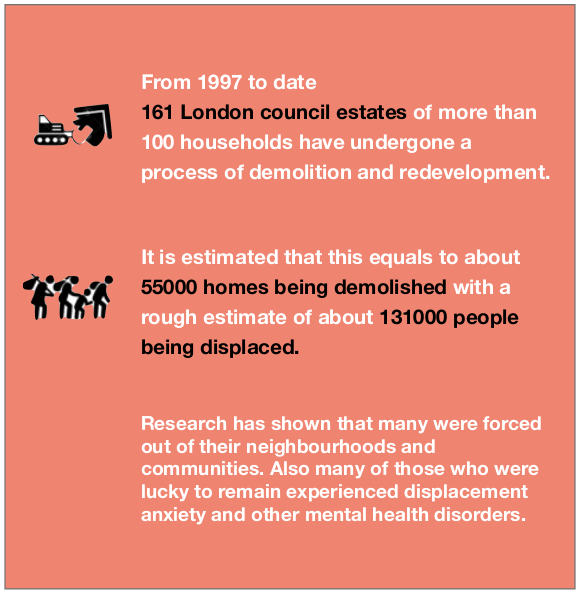 From 1997 to date
161 London council estates of more than
100 households have undergone a
process of demolition and redevelopment.
It is estimated that this equals to about
55000 homes being demolished with a
rough estimate of about 131000 people
being displaced.
Research has shown that many were forced
out of their neighbourhoods and
communities. Also many of those who were
lucky to remain experienced displacement
anxiety and other mental health disorders.